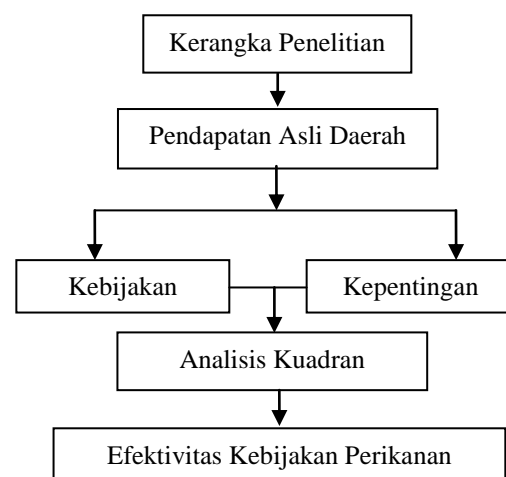 Kerangka Penelitian
Pendapatan Asli Daerah
Kebijakan
Kepentingan
Analisis Kuadran
Efektivitas Kebijakan Perikanan